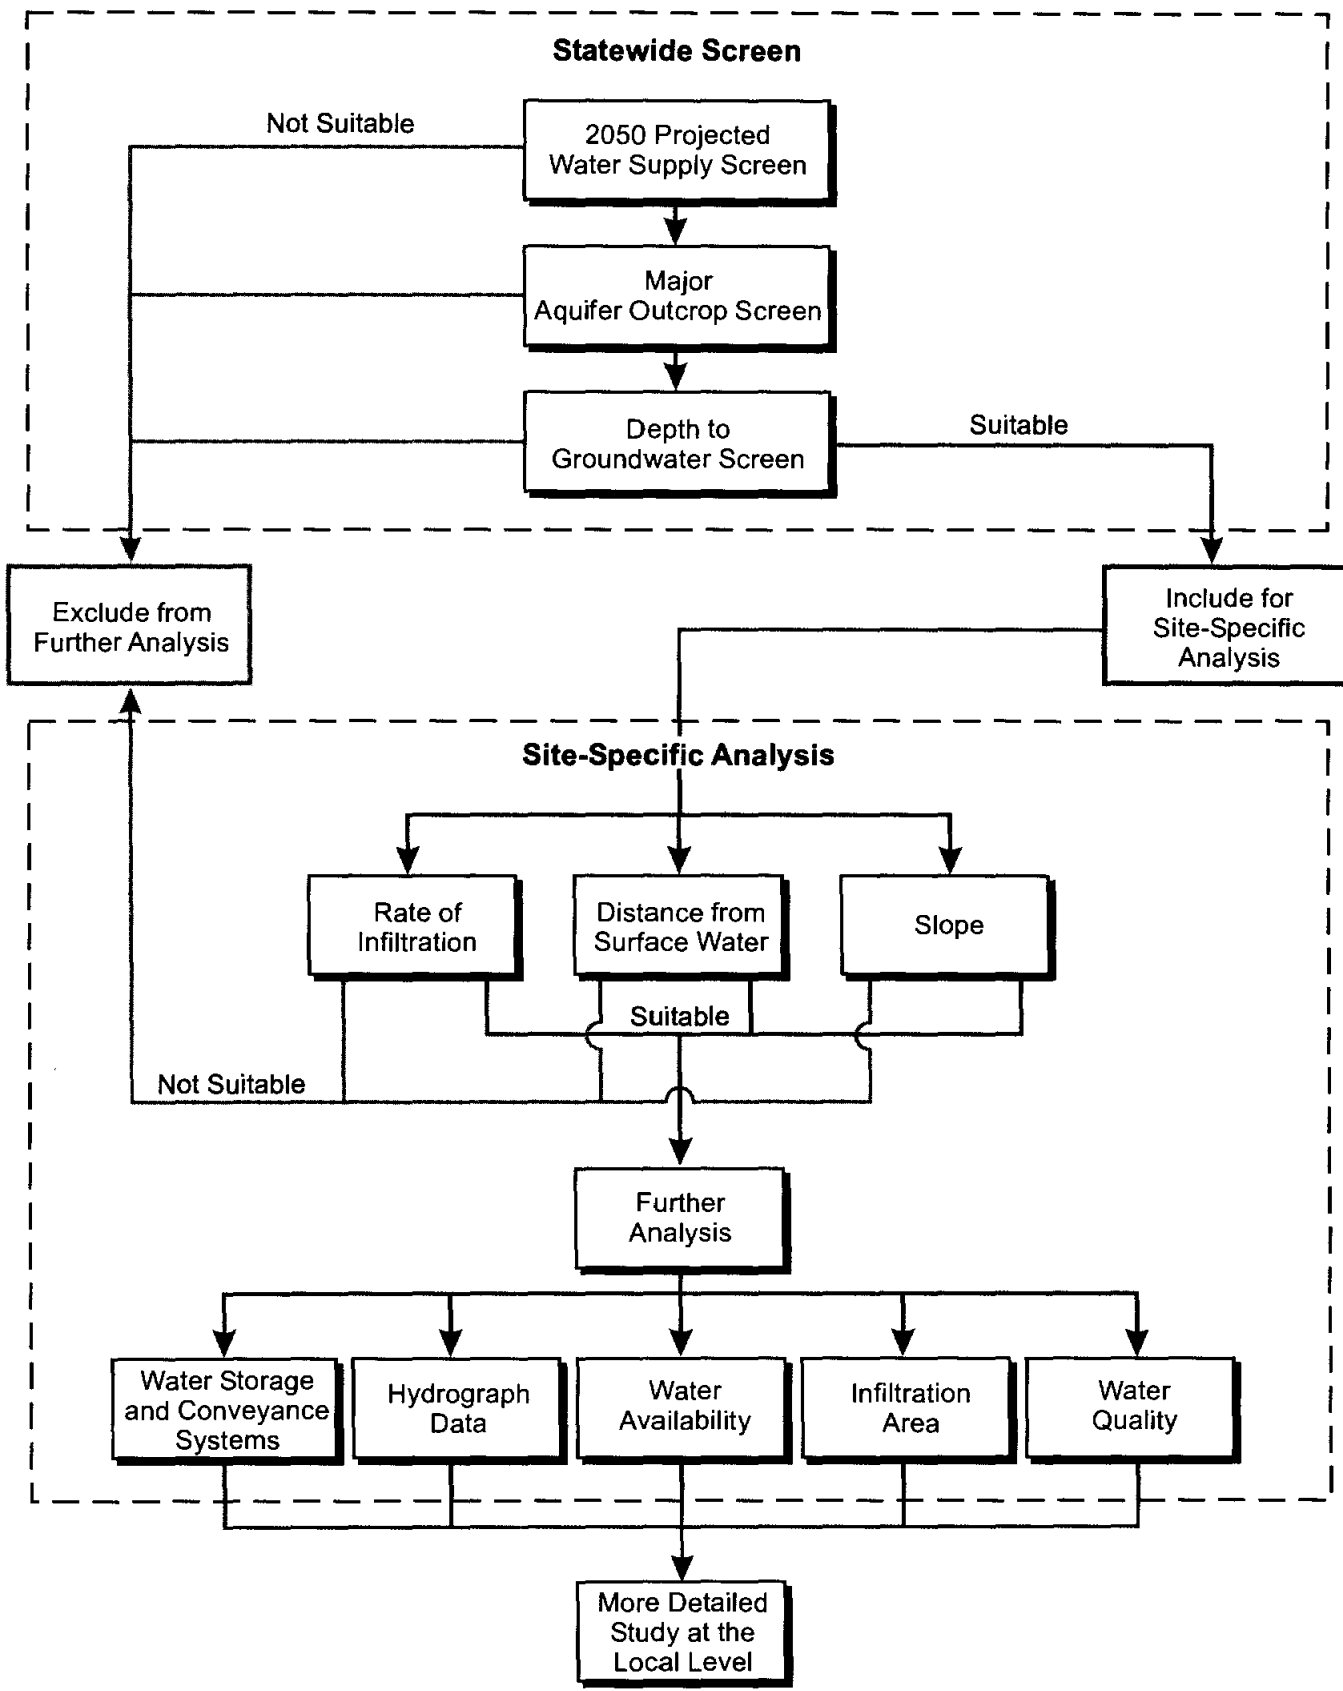 Statewide Screen
Not Suitable
2050 Projected
Water Supply Screen
Major
Aquifer Outcrop Screen
Depth to
Groundwater Screen
Suitable
Exclude from
Further Analysis
Include for
Site-Specific
Analysis
Site-Specific Analysis
Rate of
Infiltration
Distance from
Surface Water
Slope
Suitable
Not Suitable
Further
Analysis
Water Storage
and Conveyance
Systems
Hydrograph
Data
Water
Availability
Infiltration
Area
Water
Quality
More Detailed
Study at the
Local Level